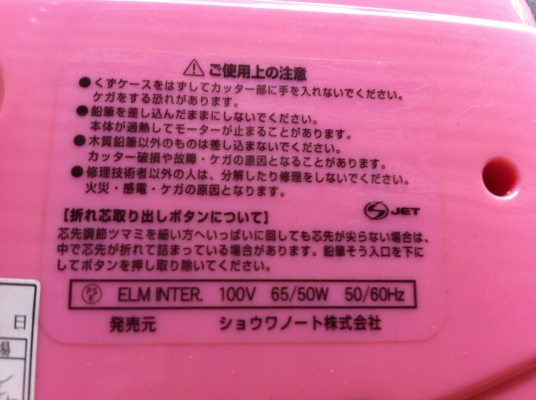 ご使用上の注意
●くずケースをはずしてカッター部に手を入れないでください。
ケガをする恐れがあります。
●鉛筆を差し込んだままにしないでください。
本体が過熱してモーターが止まることがあります。
●木質鉛筆以外のものは差し込まないでください。
カッター破損や故障・ケガの原因となることがあります。
●修理技術者以外の人は、分解したり修理をしないでください。
火災・感電・ケガの原因となります。
JET
【折れ芯取り出しボタンについて】
芯先調節ツマミを細い方へいっぱいに回しても芯先が尖らない場合は、
中で芯先が折れて詰まっている場合があります。鉛筆そう入口を下に
してボタンを押し取り除いてください。
PS E ELM INTER. 100V 65/50W 50/60Hz
発売元 ショウワノート株式会社
日
場